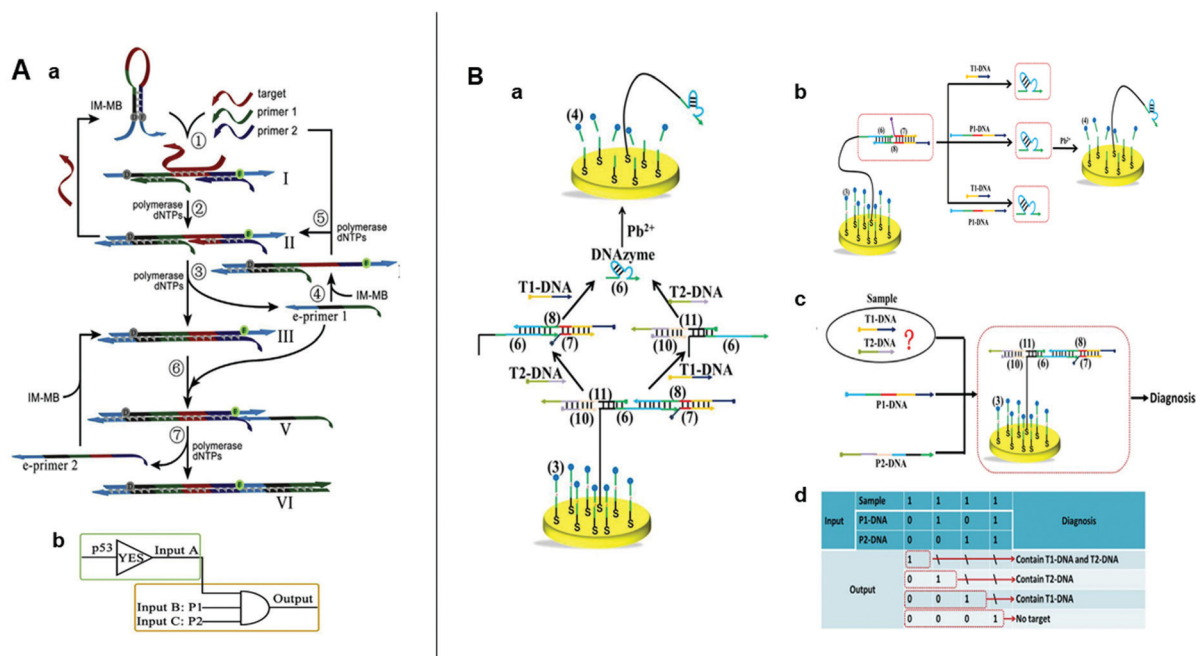 A
a
IM-MB
target
primer 1
primer 2
①
I
polymerase
dNTPs
②
⑤
polymerase
dNTPs
II
polymerase
dNTPs
③
④
IM-MB
e-primer 1
III
⑥
IM-MB
V
⑦
polymerase
dNTPs
e-primer 2
VI
b
p53
YES
Input A
Input B: P1
Input C: P2
Output
B
a
(4)
S S S S S S
Pb2+
DNAzyme
(6)
T1-DNA
T2-DNA
(8)
(6)
(7)
(11)
(10)
(6)
T2-DNA
T1-DNA
(11)
(8)
(10)
(6)
(7)
(3)
S S S S S S
b
T1-DNA
(6)
(7)
(8)
P1-DNA
Pb2+
(4)
T1-DNA
P1-DNA
(3)
c
Sample
T1-DNA
T2-DNA
?
P1-DNA
P2-DNA
(11)
(8)
(10)
(6)
(7)
(3)
Diagnosis
d
Input Sample 1 1 1 1 Diagnosis
P1-DNA 0 1 0 1
P2-DNA 0 0 1 1
Output 1 \ \ \ Contain T1-DNA and T2-DNA
0 1 \ \ Contain T2-DNA
0 0 1 \ Contain T1-DNA
0 0 0 1 No target